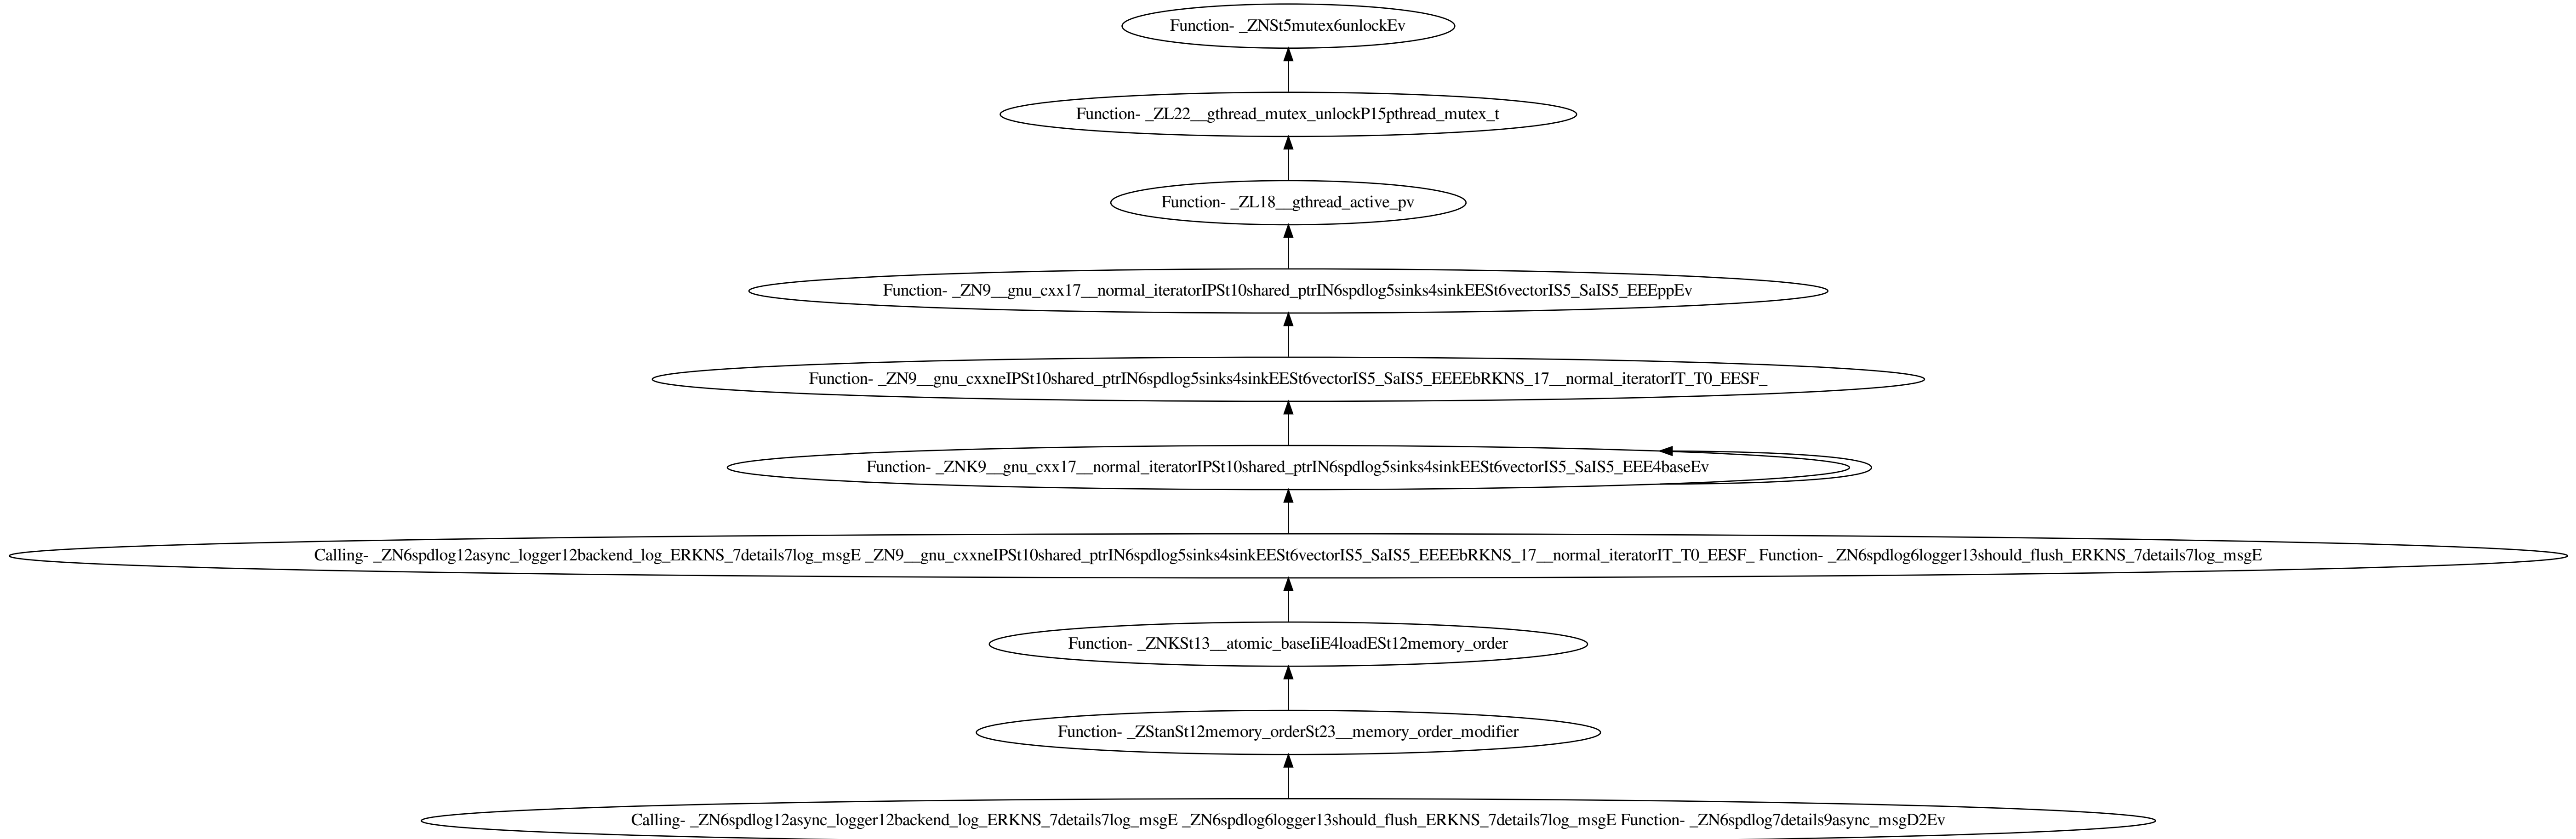 Function- _ZNSt5mutex6unlockEv
Function- _ZL22__gthread_mutex_unlockP15pthread_mutex_t
Function- _ZL18__gthread_active_pv
Function- _ZN9__gnu_cxx17__normal_iteratorIPSt10shared_ptrIN6spdlog5sinks4sinkEESt6vectorIS5_SaIS5_EEEppEv
Function- _ZN9__gnu_cxxneIPSt10shared_ptrIN6spdlog5sinks4sinkEESt6vectorIS5_SaIS5_EEEEbRKNS_17__normal_iteratorIT_T0_EESF_
Function- _ZNK9__gnu_cxx17__normal_iteratorIPSt10shared_ptrIN6spdlog5sinks4sinkEESt6vectorIS5_SaIS5_EEE4baseEv
Calling- _ZN6spdlog12async_logger12backend_log_ERKNS_7details7log_msgE _ZN9__gnu_cxxneIPSt10shared_ptrIN6spdlog5sinks4sinkEESt6vectorIS5_SaIS5_EEEEbRKNS_17__normal_iteratorIT_T0_EESF_ Function- _ZN6spdlog6logger13should_flush_ERKNS_7details7log_msgE
Function- _ZNKSt13__atomic_baseIiE4loadESt12memory_order
Function- _ZStanSt12memory_orderSt23__memory_order_modifier
Calling- _ZN6spdlog12async_logger12backend_log_ERKNS_7details7log_msgE _ZN6spdlog6logger13should_flush_ERKNS_7details7log_msgE Function- _ZN6spdlog7details9async_msgD2Ev